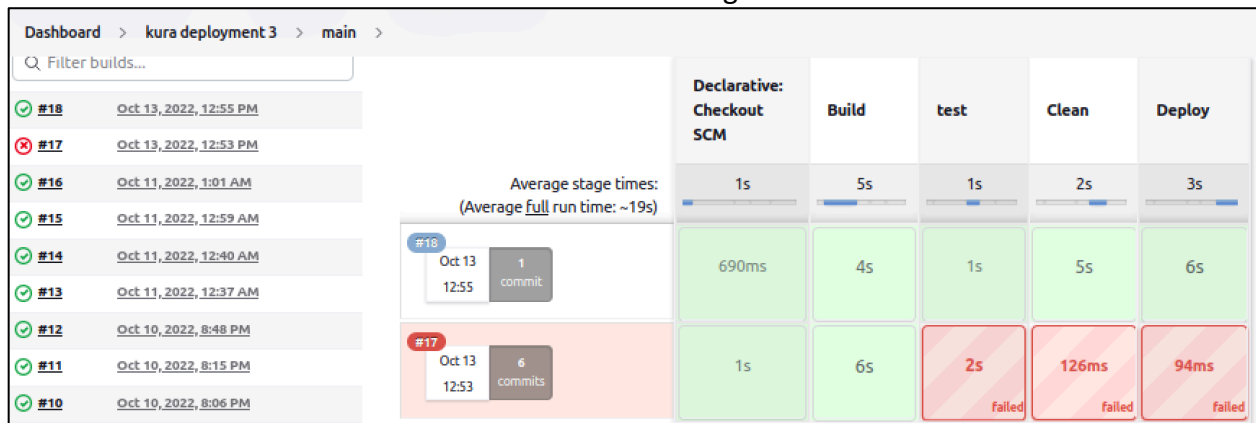 Dashboard > kura deployment 3 > main >
Filter builds...
#18 Oct 13, 2022, 12:55 PM
#17 Oct 13, 2022, 12:53 PM
#16 Oct 11, 2022, 1:01 AM
#15 Oct 11, 2022, 12:59 AM
#14 Oct 11, 2022, 12:40 AM
#13 Oct 11, 2022, 12:37 AM
#12 Oct 10, 2022, 8:48 PM
#11 Oct 10, 2022, 8:15 PM
#10 Oct 10, 2022, 8:06 PM
Declarative:
Checkout
SCM
Build
test
Clean
Deploy
Average stage times:
(Average full run time: ~19s)
1s 5s 1s 2s 3s
#18
Oct 13
12:55
1
commit
690ms 4s 1s 5s 6s
#17
Oct 13
12:53
6
commits
1s 6s 2s 126ms 94ms
failed failed failed